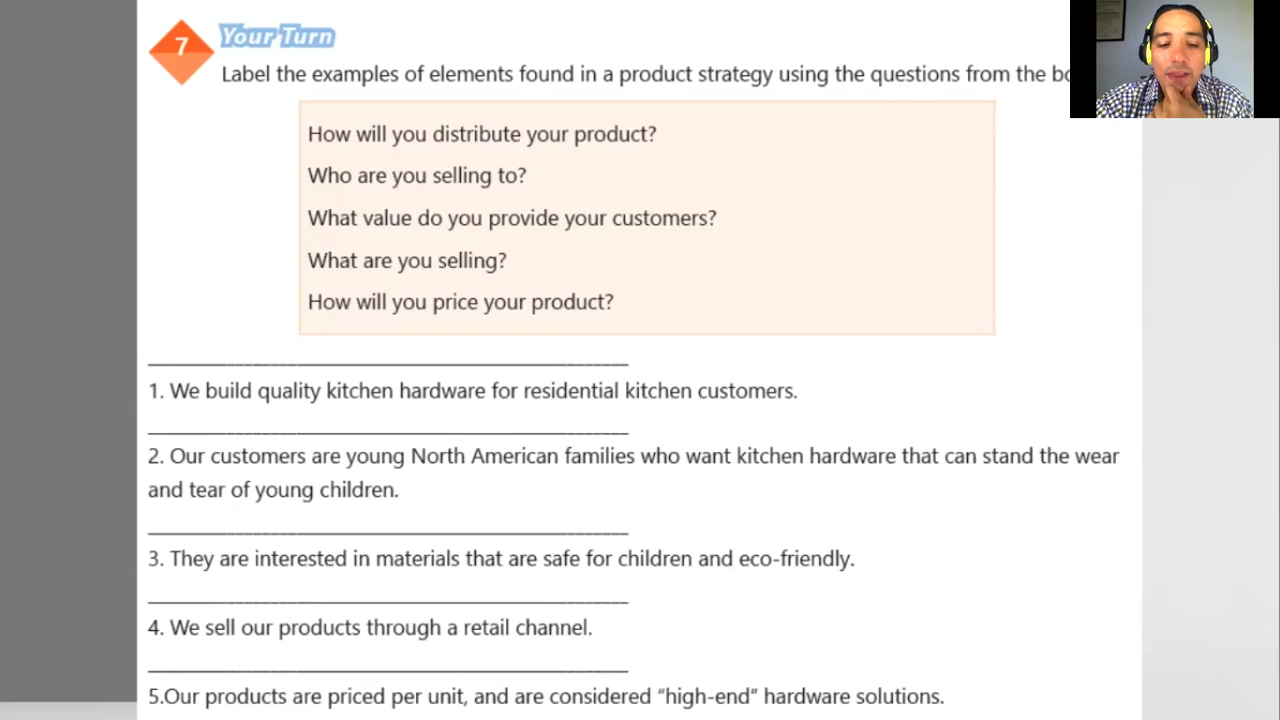 7
Your Turn
Label the examples of elements found in a product strategy using the questions from the
How will you distribute your product?
Who are you selling to?
What value do you provide your customers?
What are you selling?
How will you price your product?
1. We build quality kitchen hardware for residential kitchen customers.
2. Our customers are young North American families who want kitchen hardware that can stand the wear
and tear of young children.
3. They are interested in materials that are safe for children and eco-friendly.
4. We sell our products through a retail channel.
5.Our products are priced per unit, and are considered “high-end” hardware solutions.